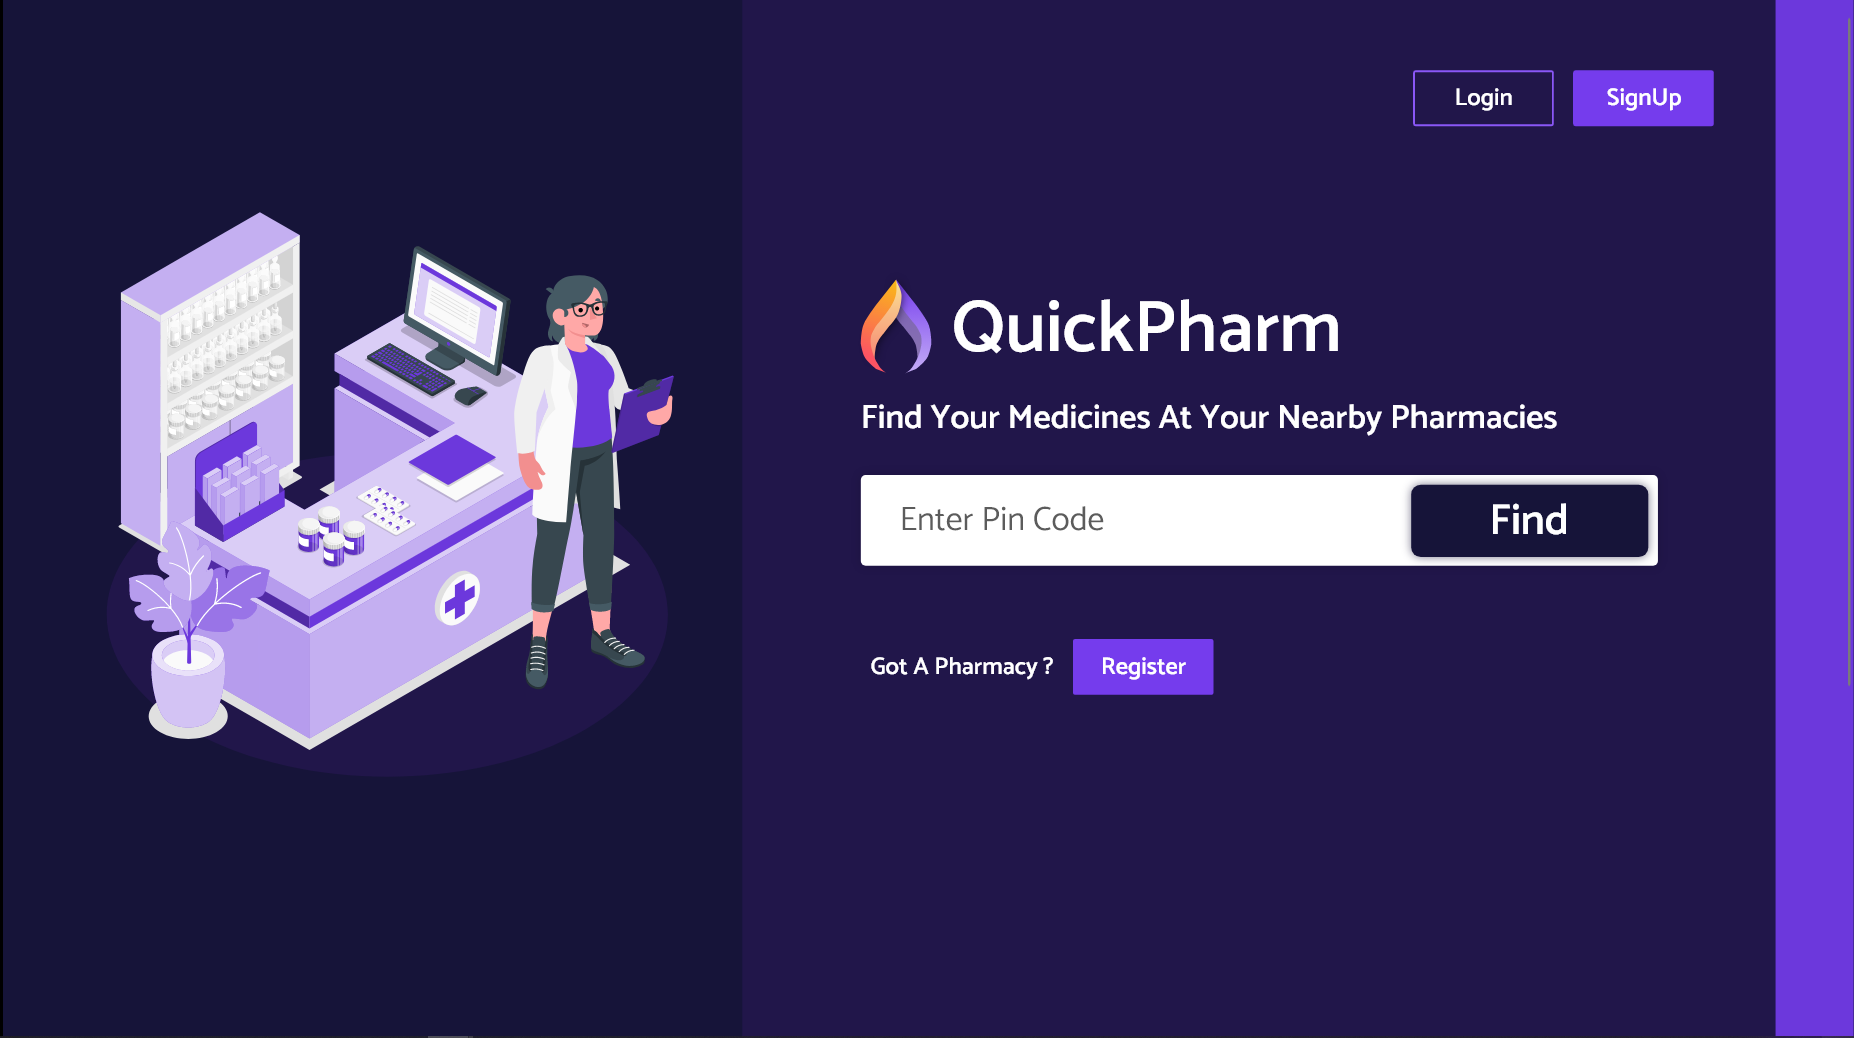 Login
SignUp
QuickPharm
Find Your Medicines At Your Nearby Pharmacies
Enter Pin Code
Find
Got A Pharmacy ?
Register